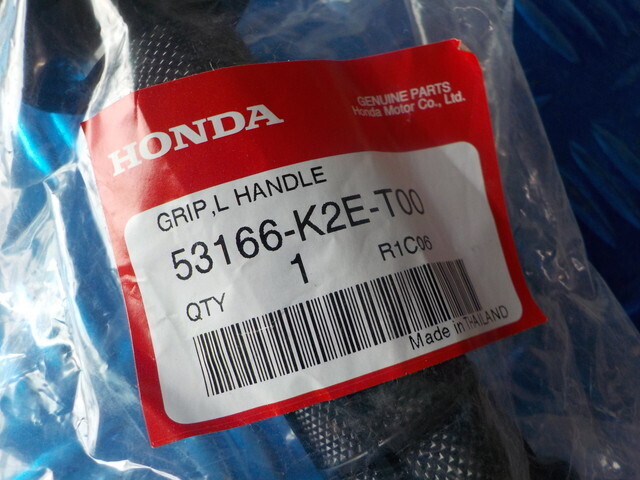 HONDA
GENUINE PARTS
Honda Motor Co., Ltd.
GRIP,L HANDLE
53166-K2E-T00
QTY 1 R1C06
Made in THAILAND